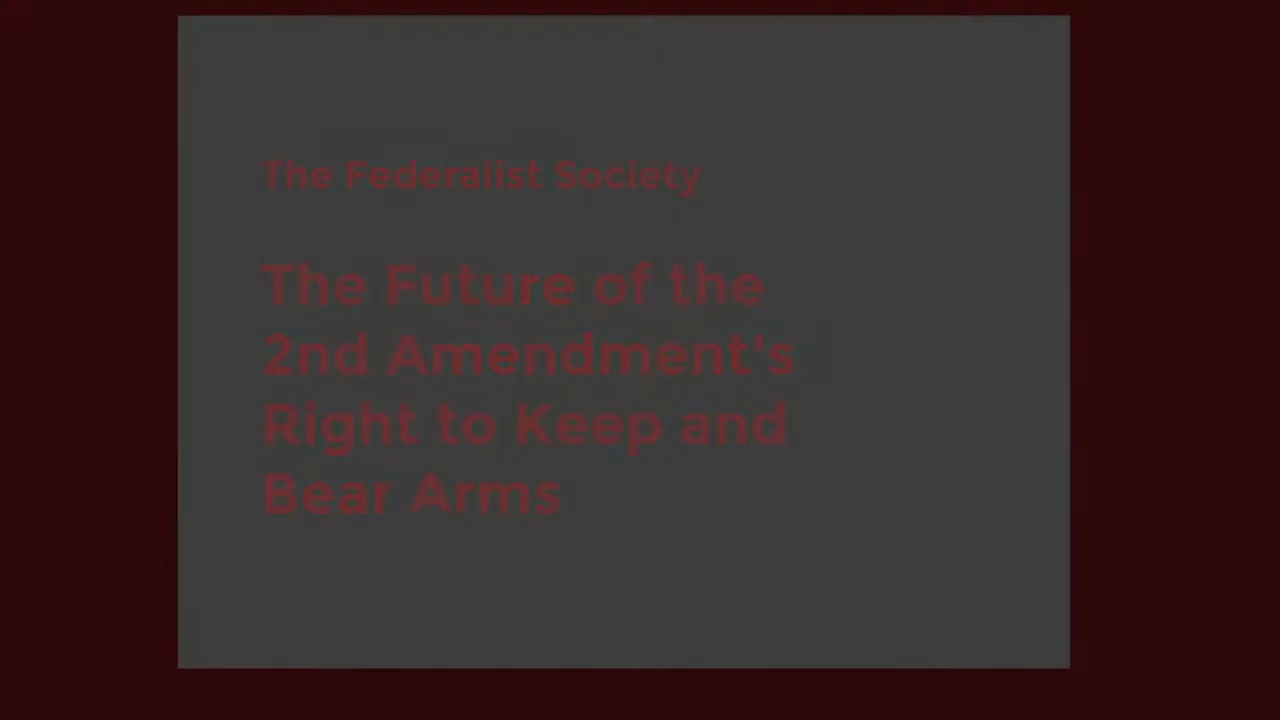 The Federalist Society
The Future of the
2nd Amendment's
Right to Keep and
Bear Arms